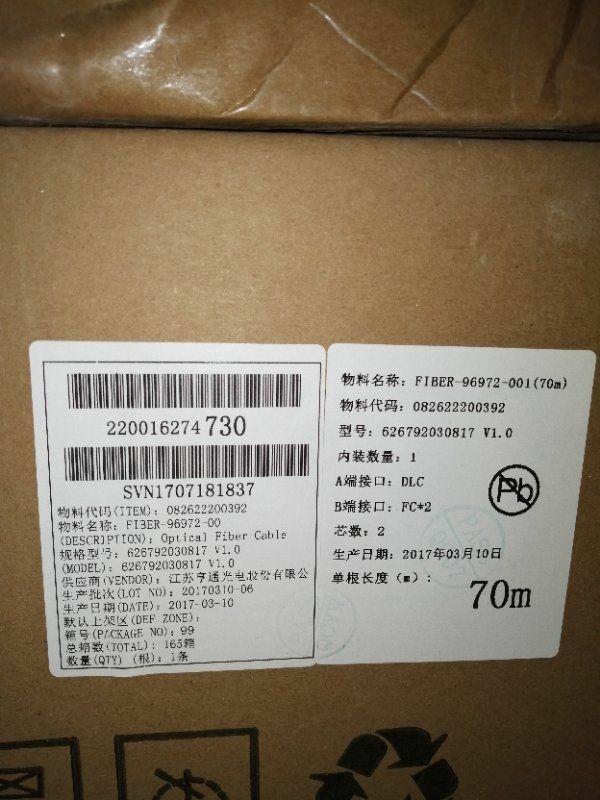 220016274730
SVN1707181837
物料代码(ITEM): 082622200392
物料名称: FIBER-96972-00
(DESCRIPTION): Optical Fiber Cable
规格型号: 626792030817 V1.0
(MODEL): 626792030817 V1.0
供应商(VENDOR): 江苏亨通光电股份有限公
生产批次(LOT NO): 20170310-06
生产日期(DATE): 2017-03-10
默认上架区(DEF ZONE):
箱号(PACKAGE NO): 99
总箱数(TOTAL): 165箱
数量(QTY) (根): 1条
物料名称: FIBER-96972-001(70m)
物料代码: 082622200392
型号: 626792030817 V1.0
内装数量: 1
A端接口: DLC
Pb
B端接口: FC*2
芯数: 2
生产日期: 2017年03月10日
单根长度(m):
70m